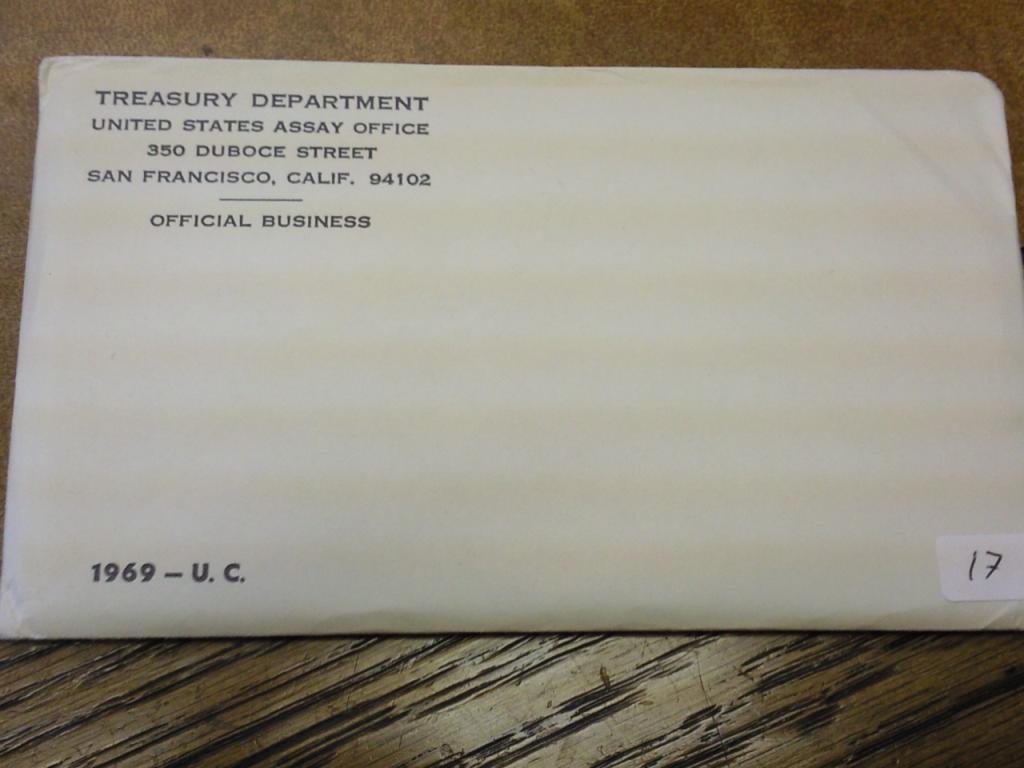 TREASURY DEPARTMENT
UNITED STATES ASSAY OFFICE
350 DUBOCE STREET
SAN FRANCISCO, CALIF. 94102
OFFICIAL BUSINESS
1969 – U. C.
17